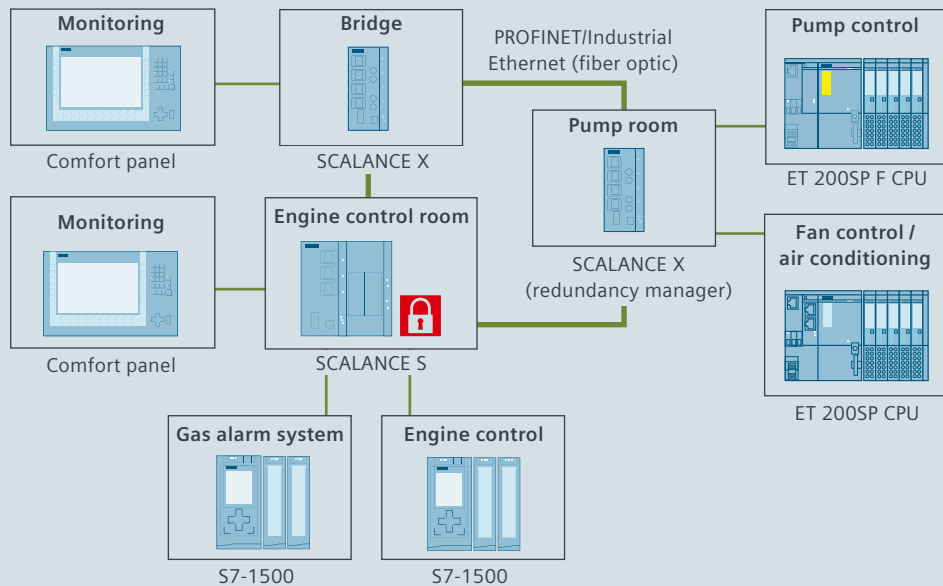 Monitoring
Comfort panel
Bridge
SCALANCE X
PROFINET/Industrial
Ethernet (fiber optic)
Pump control
ET 200SP F CPU
Pump room
SCALANCE X
(redundancy manager)
Monitoring
Comfort panel
Engine control room
SCALANCE S
Fan control /
air conditioning
ET 200SP CPU
Gas alarm system
S7-1500
Engine control
S7-1500